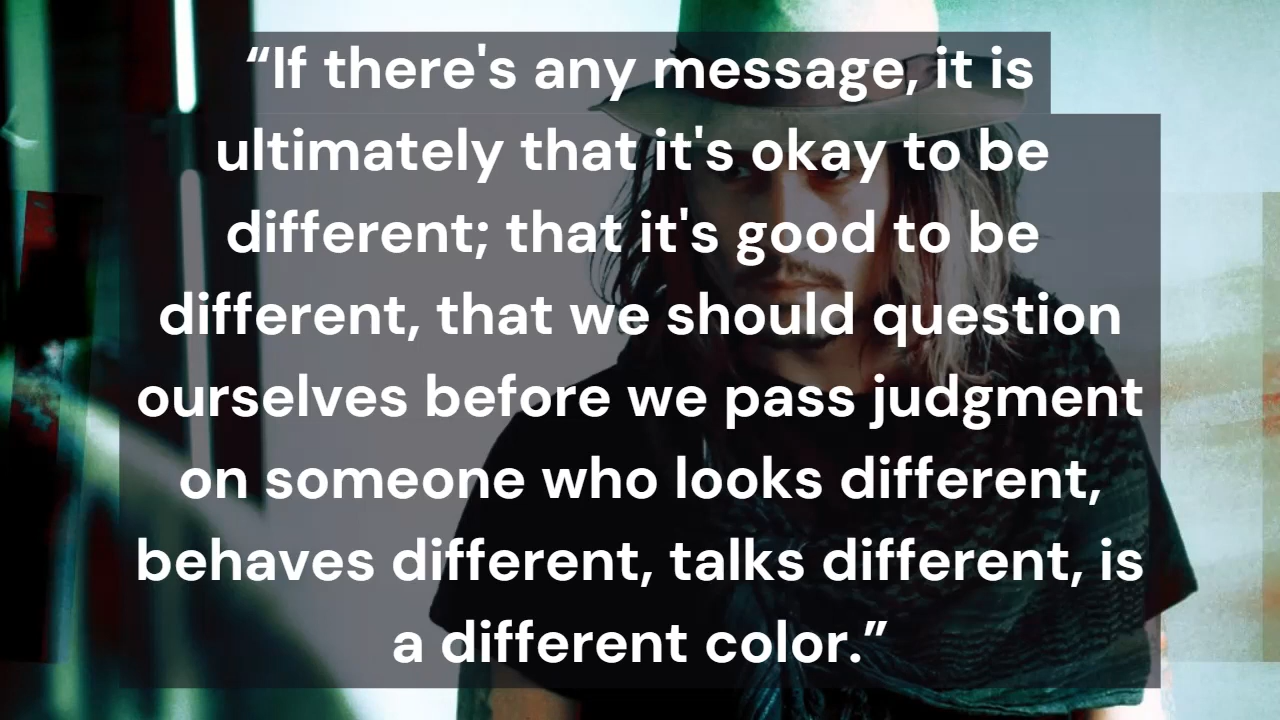 “If there's any message, it is
ultimately that it's okay to be
different; that it's good to be
different, that we should question
ourselves before we pass judgment
on someone who looks different,
behaves different, talks different, is
a different color.”